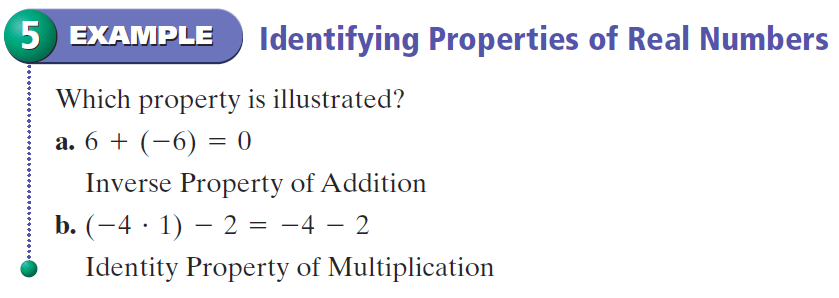 5 EXAMPLE Identifying Properties of Real Numbers
Which property is illustrated?
a. 6 + (−6) = 0
Inverse Property of Addition
b. (−4 · 1) − 2 = −4 − 2
Identity Property of Multiplication